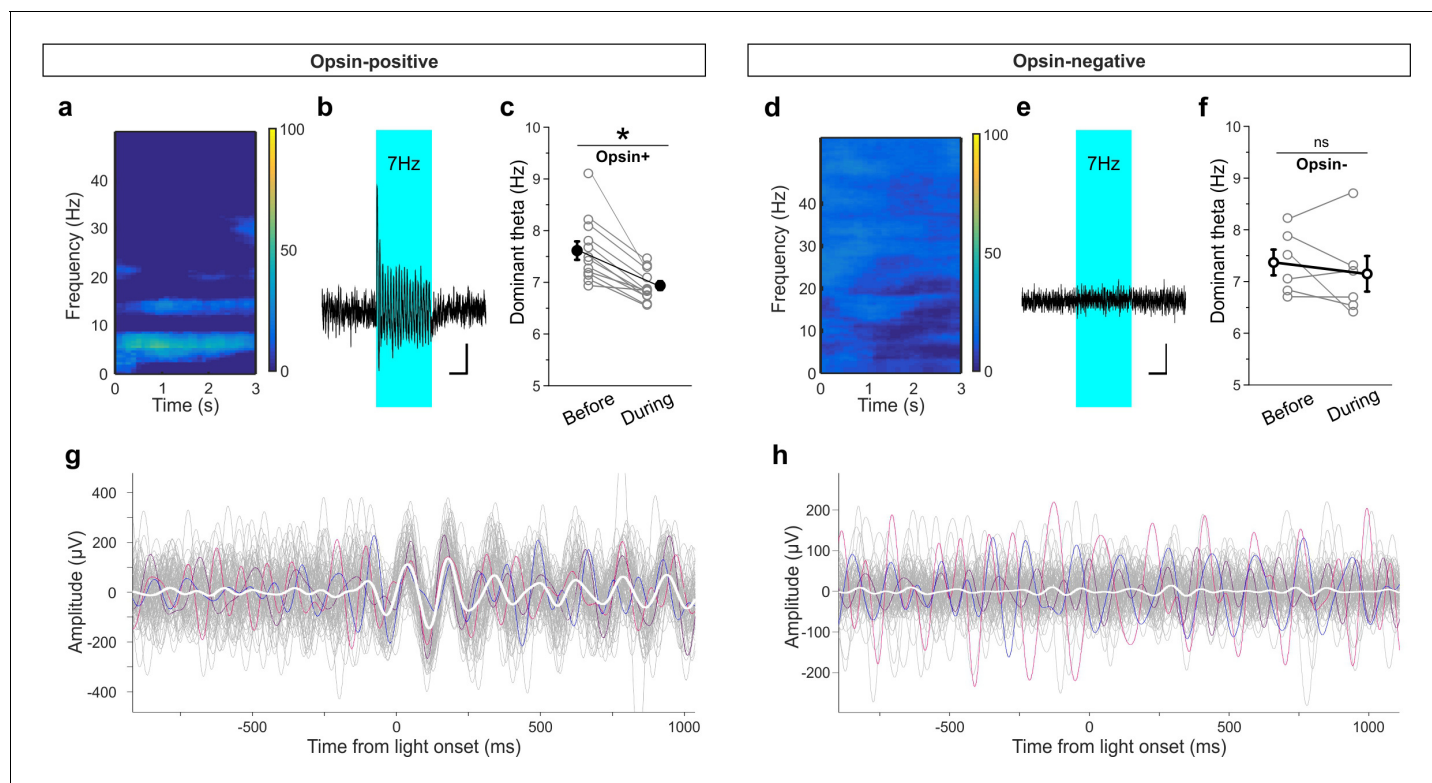 Opsin-positive
Opsin-negative
a
Frequency (Hz)
40
30
20
10
0
0
1
2
3
Time (s)
100
50
0
b
7Hz
c
*
Opsin+
Dominant theta (Hz)
10
9
8
7
6
5
Before
During
d
Frequency (Hz)
40
30
20
10
0
0
1
2
3
Time (s)
100
50
0
e
7Hz
f
ns
Opsin-
Dominant theta (Hz)
10
9
8
7
6
5
Before
During
g
Amplitude (µV)
400
200
0
-200
-400
-500
0
500
1000
Time from light onset (ms)
h
Amplitude (µV)
200
100
0
-100
-200
-500
0
500
1000
Time from light onset (ms)